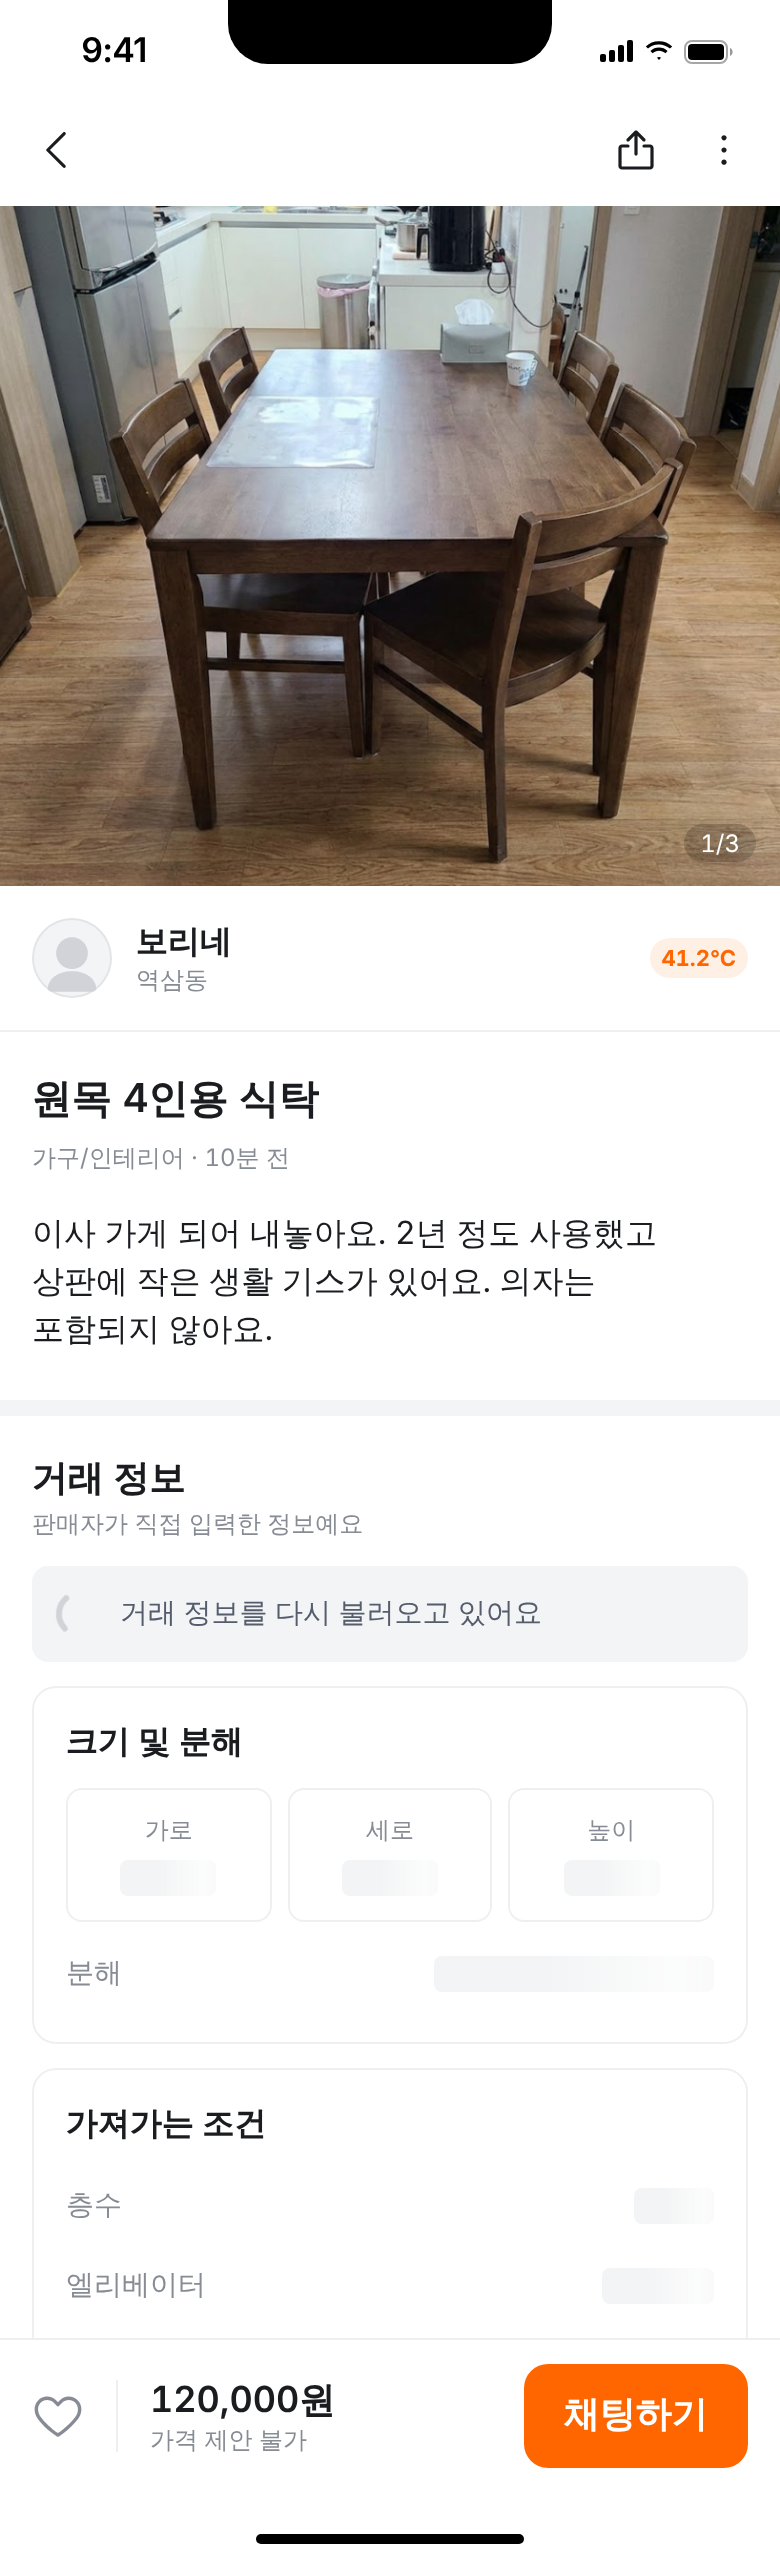 9:41
1/3
보리네
역삼동
41.2°C
원목 4인용 식탁
가구/인테리어 · 10분 전
이사 가게 되어 내놓아요. 2년 정도 사용했고
상판에 작은 생활 기스가 있어요. 의자는
포함되지 않아요.
거래 정보
판매자가 직접 입력한 정보예요
거래 정보를 다시 불러오고 있어요
크기 및 분해
가로
세로
높이
분해
가져가는 조건
층수
엘리베이터
120,000원
가격 제안 불가
채팅하기